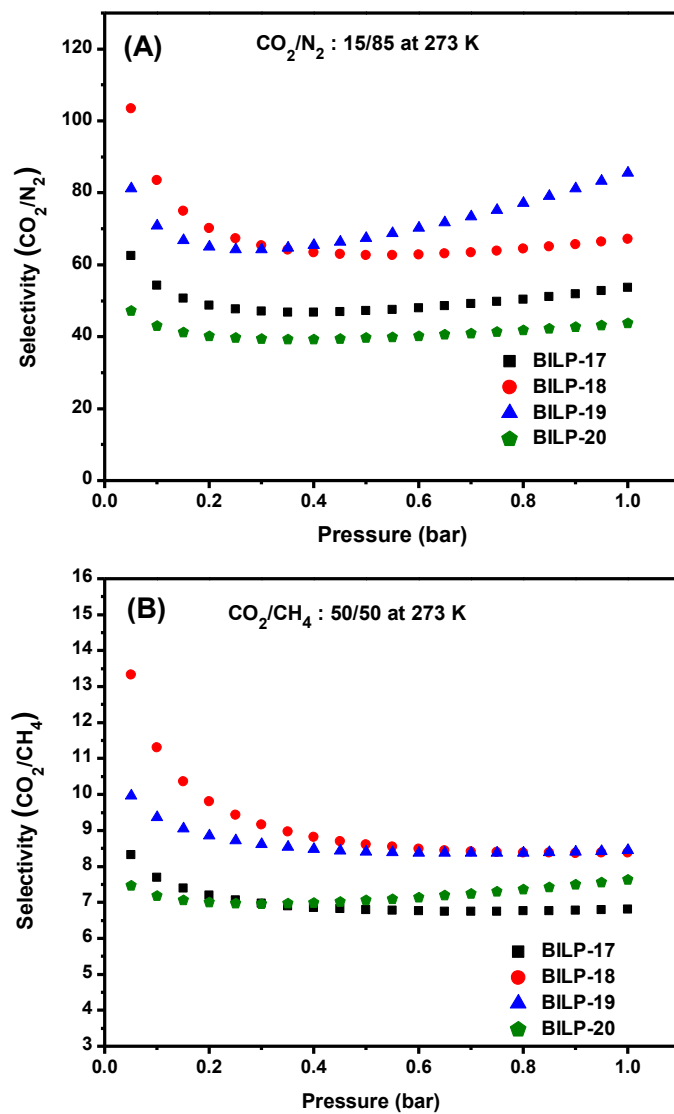 (A)
CO2/N2 : 15/85 at 273 K
Selectivity (CO2/N2)
120
100
80
60
40
20
0
BILP-17
BILP-18
BILP-19
BILP-20
0.0 0.2 0.4 0.6 0.8 1.0
Pressure (bar)
(B)
CO2/CH4 : 50/50 at 273 K
Selectivity (CO2/CH4)
16
15
14
13
12
11
10
9
8
7
6
5
4
3
BILP-17
BILP-18
BILP-19
BILP-20
0.0 0.2 0.4 0.6 0.8 1.0
Pressure (bar)